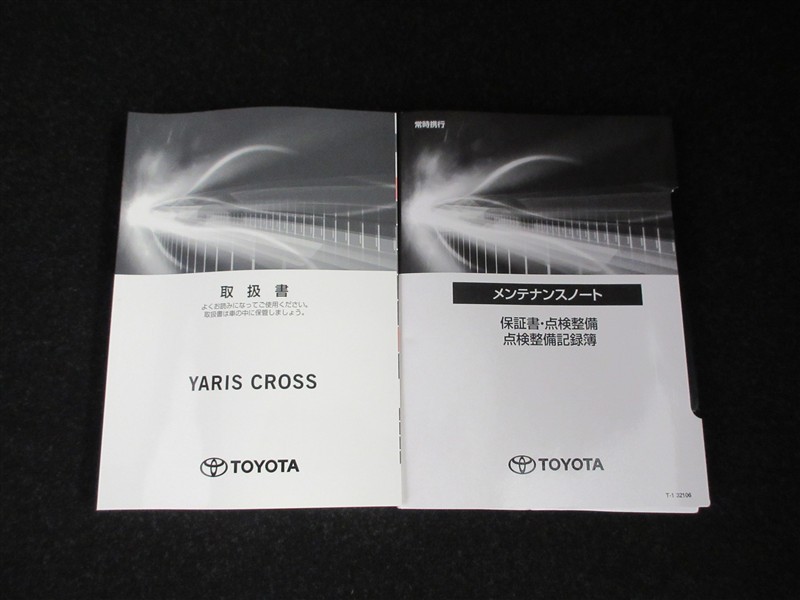 取扱書
よくお読みになってご使用ください。
取扱書は車の中に保管しましょう。
YARIS CROSS
TOYOTA
常時携行
メンテナンスノート
保証書・点検整備
点検整備記録簿
TOYOTA
T-1 32106